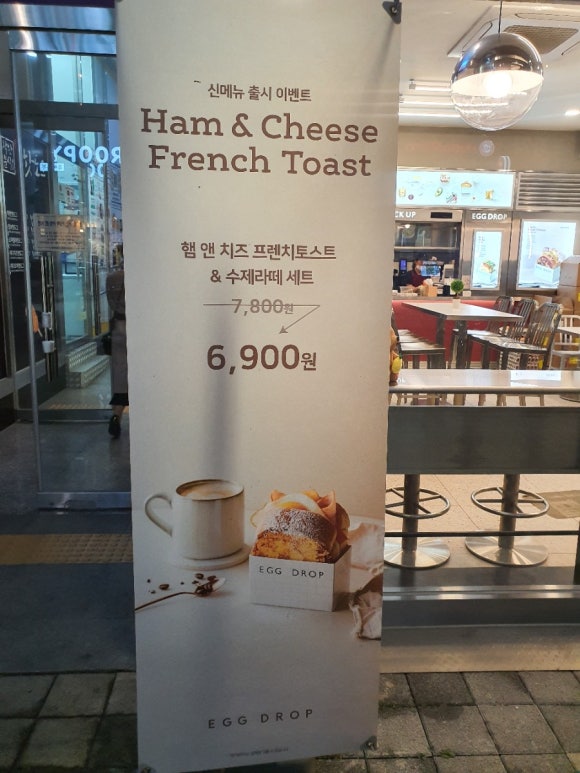 신메뉴 출시 이벤트
Ham & Cheese
French Toast
햄 앤 치즈 프렌치토스트
& 수제라떼 세트
7,800원
6,900원
EGG DROP
EGG DROP
EGG DROP